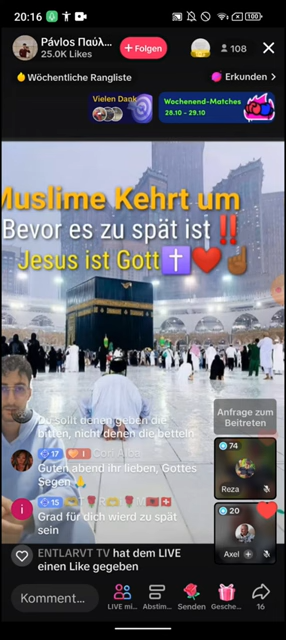 20:16
100
Pávlos Παύλ...
25.0K Likes
+ Folgen
108
Wöchentliche Rangliste
Erkunden >
Vielen Dank
Wochenend-Matches
28.10 - 29.10
Muslime Kehrt um
Bevor es zu spät ist‼️
Jesus ist Gott✝️❤️☝🏾
Du sollt denen geben die
bitten, nicht denen die betteln
17
Guten abend ihr lieben, Gottes
Segen 🙏
15
Grad für dich wierd zu spät
sein
Anfrage zum
Beitreten
74
Reza
20
Axel +
ENTLARVT TV hat dem LIVE
einen Like gegeben
Komment...
LIVE mi...
Abstim...
Senden
Gesche...
16